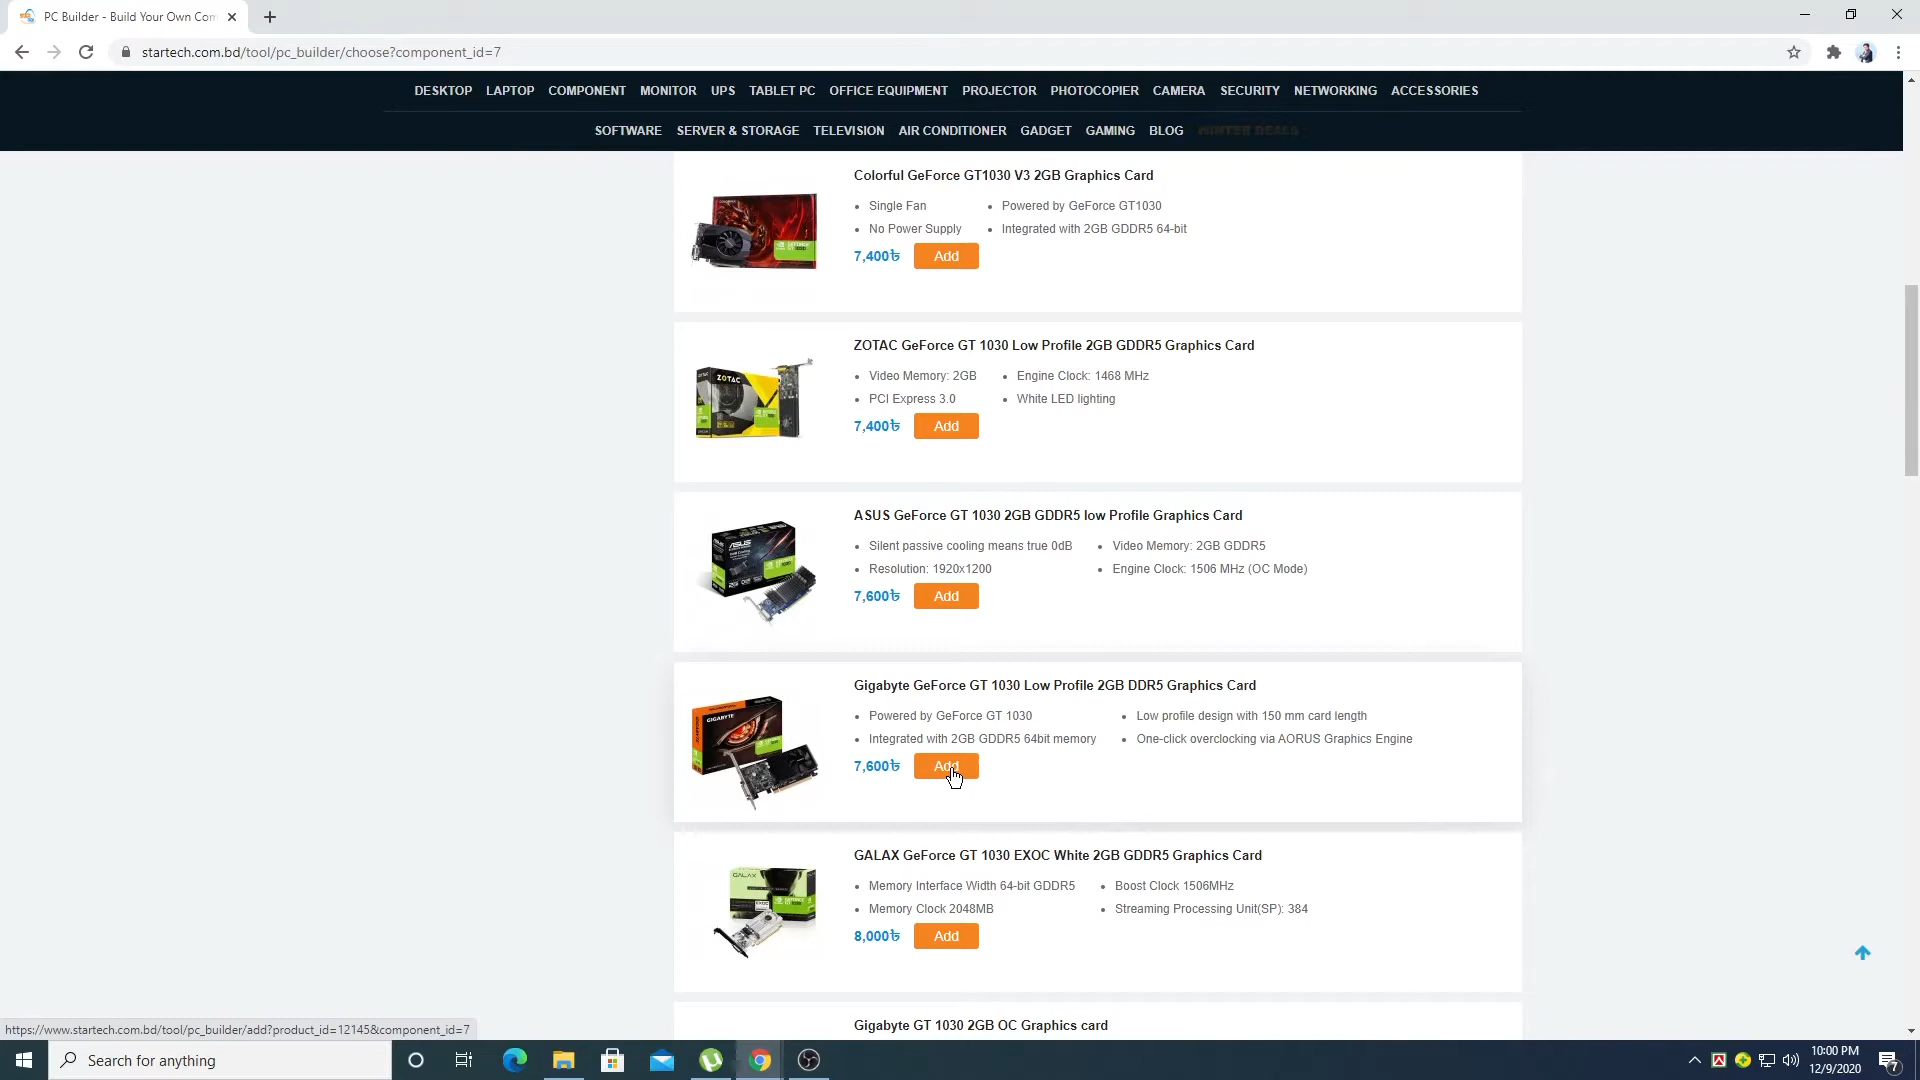 PC Builder - Build Your Own Com
startech.com.bd/tool/pc_builder/choose?component_id=7
DESKTOP LAPTOP COMPONENT MONITOR UPS TABLET PC OFFICE EQUIPMENT PROJECTOR PHOTOCOPIER CAMERA SECURITY NETWORKING ACCESSORIES
SOFTWARE SERVER & STORAGE TELEVISION AIR CONDITIONER GADGET GAMING BLOG WINTER DEALS
Colorful GeForce GT1030 V3 2GB Graphics Card
Single Fan Powered by GeForce GT1030
No Power Supply Integrated with 2GB GDDR5 64-bit
7,400৳ Add
ZOTAC GeForce GT 1030 Low Profile 2GB GDDR5 Graphics Card
Video Memory: 2GB Engine Clock: 1468 MHz
PCI Express 3.0 White LED lighting
ZOTAC
7,400৳ Add
ASUS GeForce GT 1030 2GB GDDR5 low Profile Graphics Card
Silent passive cooling means true 0dB Video Memory: 2GB GDDR5
Resolution: 1920x1200 Engine Clock: 1506 MHz (OC Mode)
ASUS
7,600৳ Add
Gigabyte GeForce GT 1030 Low Profile 2GB DDR5 Graphics Card
Powered by GeForce GT 1030 Low profile design with 150 mm card length
Integrated with 2GB GDDR5 64bit memory One-click overclocking via AORUS Graphics Engine
GIGABYTE
7,600৳ Add
GALAX GeForce GT 1030 EXOC White 2GB GDDR5 Graphics Card
Memory Interface Width 64-bit GDDR5 Boost Clock 1506MHz
Memory Clock 2048MB Streaming Processing Unit(SP): 384
GALAX
8,000৳ Add
Gigabyte GT 1030 2GB OC Graphics card
https://www.startech.com.bd/tool/pc_builder/add?product_id=12145&component_id=7
Search for anything
10:00 PM
12/9/2020
7